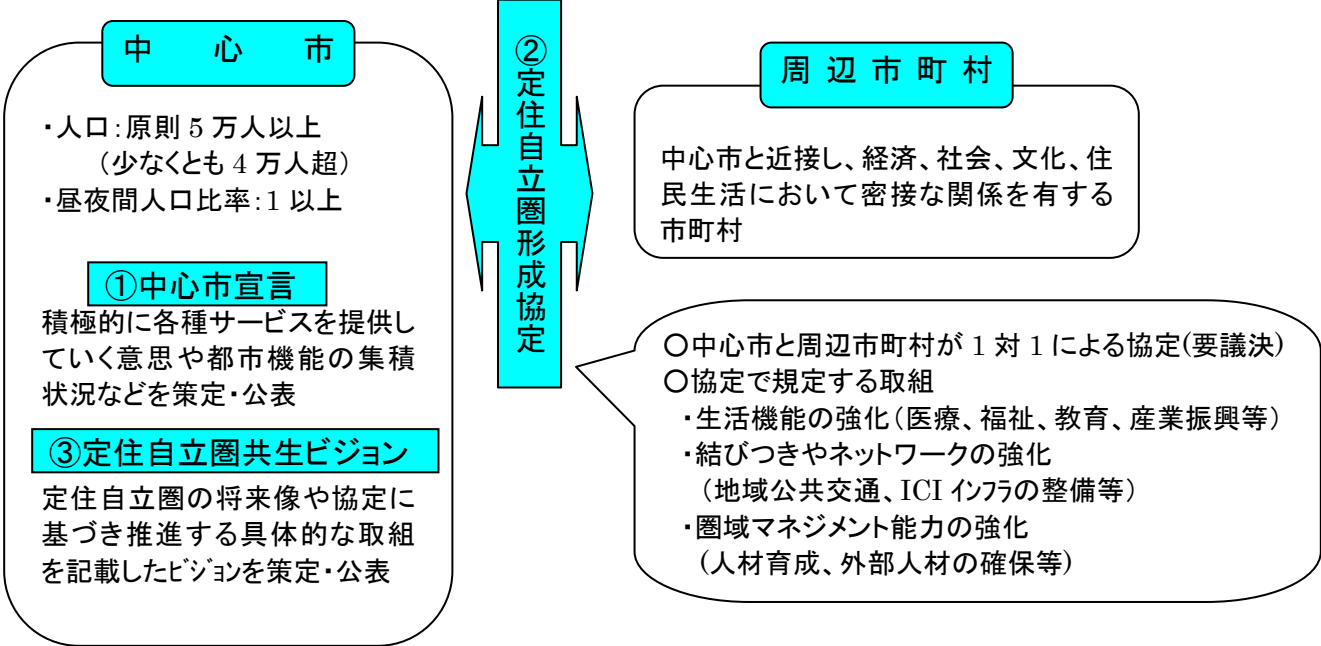 中心市
・人口：原則 5 万人以上
（少なくとも 4 万人超）
・昼夜間人口比率：1 以上
①中心市宣言
積極的に各種サービスを提供し
ていく意思や都市機能の集積
状況などを策定・公表
③定住自立圏共生ビジョン
定住自立圏の将来像や協定に
基づき推進する具体的な取組
を記載したﾋﾞｼﾞｮﾝを策定・公表
②定住自立圏形成協定
周辺市町村
中心市と近接し、経済、社会、文化、住
民生活において密接な関係を有する
市町村
○中心市と周辺市町村が 1 対 1 による協定(要議決)
○協定で規定する取組
・生活機能の強化（医療、福祉、教育、産業振興等）
・結びつきやネットワークの強化
（地域公共交通、ICI ｲﾝﾌﾗの整備等）
・圏域マネジメント能力の強化
(人材育成、外部人材の確保等)